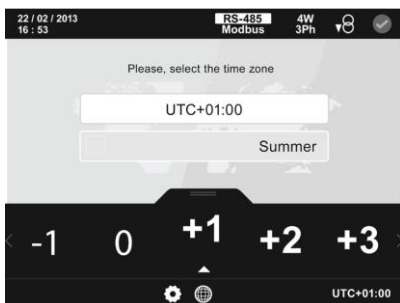 22 / 02 / 2013 RS-485 4W
16 : 53 Modbus 3Ph
Please, select the time zone
UTC+01:00
Summer
-1 0 +1 +2 +3
UTC+01:00